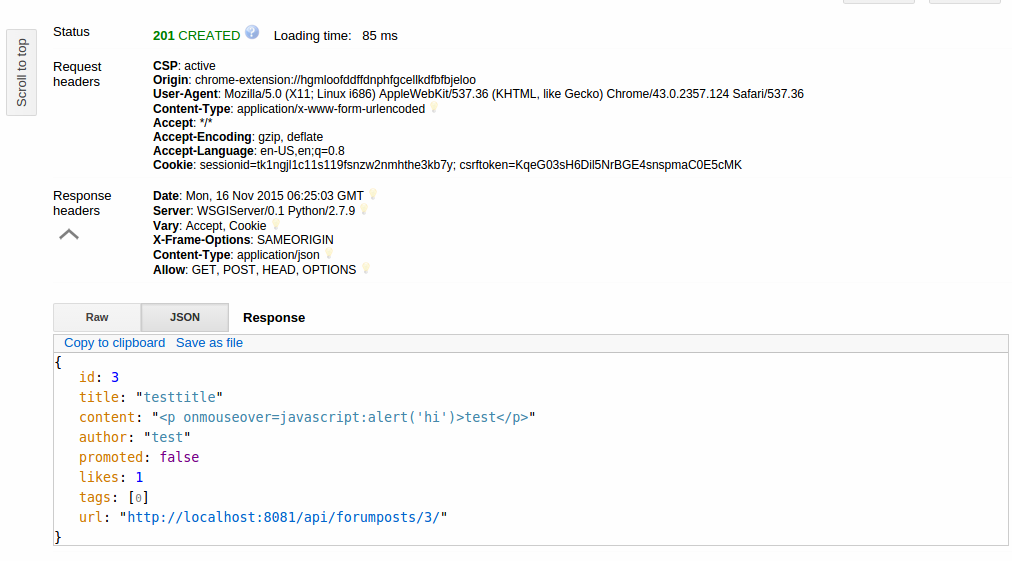 Scroll to top
Status
201 CREATED ? Loading time: 85 ms
Request headers
CSP: active
Origin: chrome-extension://hgmloofddffdnphfgcellkdfbfbjeloo
User-Agent: Mozilla/5.0 (X11; Linux i686) AppleWebKit/537.36 (KHTML, like Gecko) Chrome/43.0.2357.124 Safari/537.36
Content-Type: application/x-www-form-urlencoded
Accept: */*
Accept-Encoding: gzip, deflate
Accept-Language: en-US,en;q=0.8
Cookie: sessionid=tk1ngjl1c11s119fsnzw2nmhthe3kb7y; csrftoken=KqeG03sH6Dil5NrBGE4snspmaC0E5cMK
Response headers
Date: Mon, 16 Nov 2015 06:25:03 GMT
Server: WSGIServer/0.1 Python/2.7.9
Vary: Accept, Cookie
X-Frame-Options: SAMEORIGIN
Content-Type: application/json
Allow: GET, POST, HEAD, OPTIONS
Raw JSON Response
Copy to clipboard Save as file
{
id: 3
title: "testtitle"
content: "<p onmouseover=javascript:alert('hi')>test</p>"
author: "test"
promoted: false
likes: 1
tags: [0]
url: "http://localhost:8081/api/forumposts/3/"
}